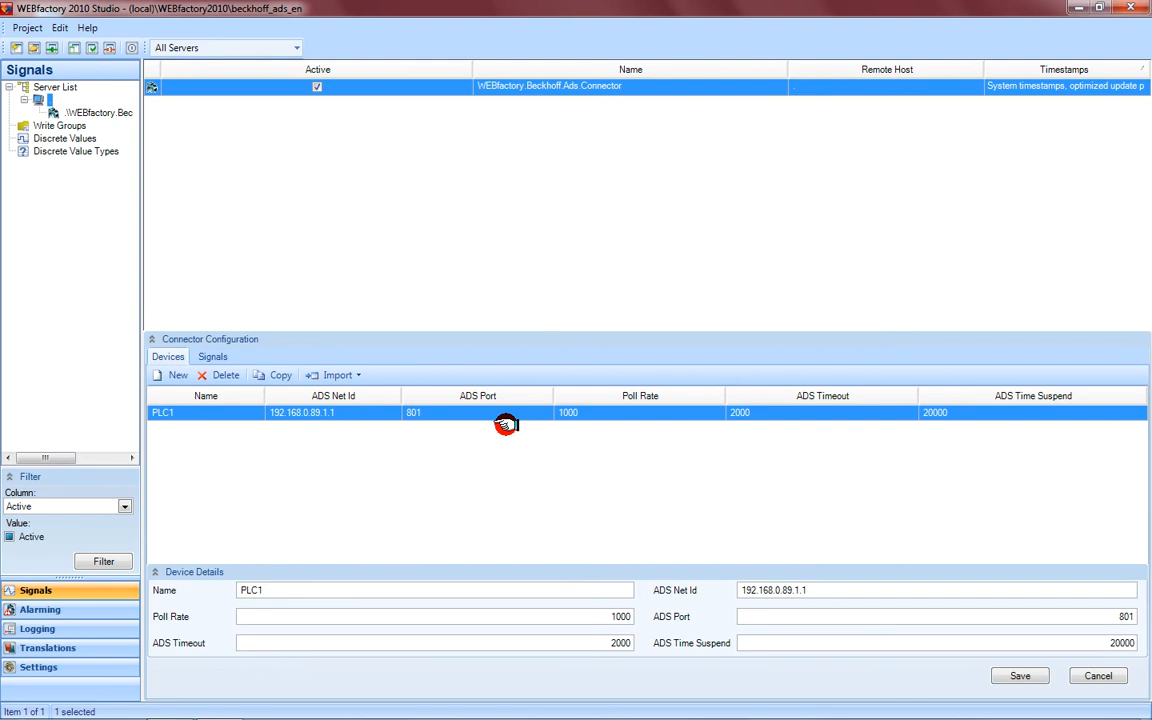 WEBfactory 2010 Studio - (local)\WEBfactory2010\beckhoff_ads_en
Project Edit Help
All Servers
Signals
Server List
.
.\WEBfactory.Bec
Write Groups
Discrete Values
Discrete Value Types
Active Name Remote Host Timestamps
WEBfactory.Beckhoff.Ads.Connector . System timestamps, optimized update p
Connector Configuration
Devices Signals
New Delete Copy Import
Name ADS Net Id ADS Port Poll Rate ADS Timeout ADS Time Suspend
PLC1 192.168.0.89.1.1 801 1000 2000 20000
Filter
Column:
Active
Value:
Active
Filter
Device Details
Name PLC1 ADS Net Id 192.168.0.89.1.1
Poll Rate 1000 ADS Port 801
ADS Timeout 2000 ADS Time Suspend 20000
Save Cancel
Signals
Alarming
Logging
Translations
Settings
Item 1 of 1 1 selected